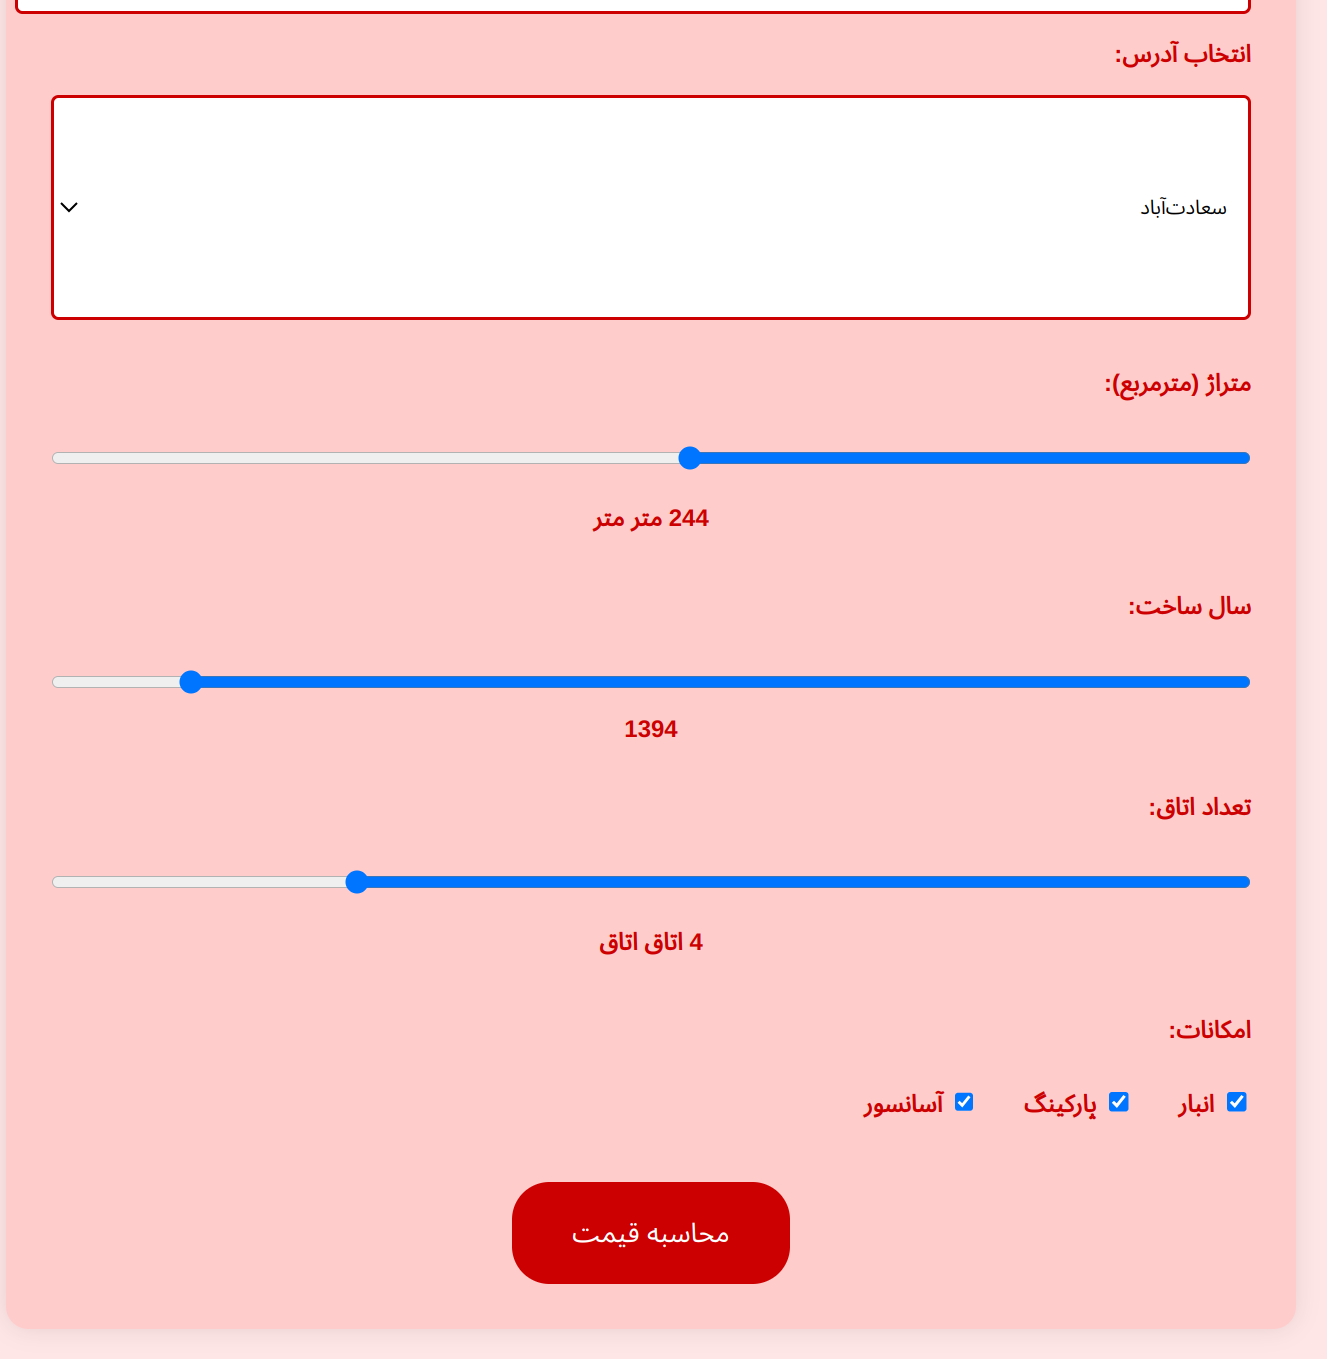 انتخاب آدرس:
سعادت‌آباد
متراژ (مترمربع):
244 متر متر
سال ساخت:
1394
تعداد اتاق:
4 اتاق اتاق
امکانات:
انبار پارکینگ آسانسور
محاسبه قیمت